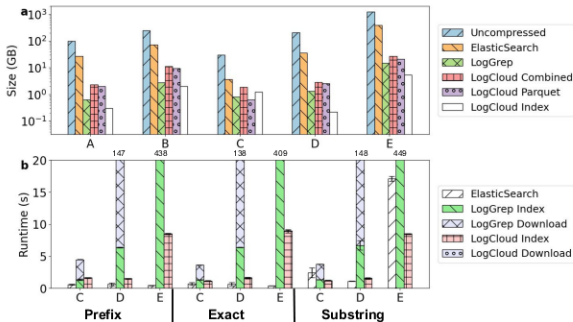 a
Size (GB)
10³
10²
10¹
10⁰
10⁻¹
A B C D E
Uncompressed
ElasticSearch
LogGrep
LogCloud Combined
LogCloud Parquet
LogCloud Index
b
Runtime (s)
20
15
10
5
0
147 438 138 409 148 449
C D E C D E C D E
Prefix Exact Substring
ElasticSearch
LogGrep Index
LogGrep Download
LogCloud Index
LogCloud Download